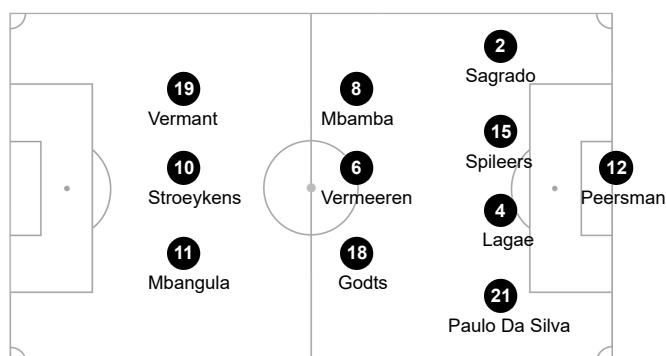 2
Sagrado
19
Vermant
8
Mbamba
15
Spileers
10
Stroeykens
6
Vermeeren
12
Peersman
4
Lagae
11
Mbangula
18
Godts
21
Paulo Da Silva